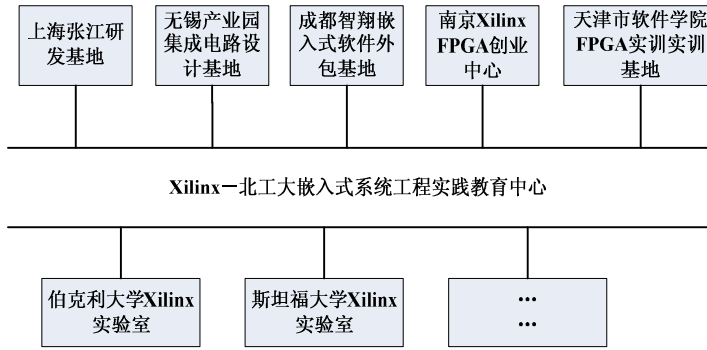 上海张江研
发基地
无锡产业园
集成电路设
计基地
成都智翔嵌
入式软件外
包基地
南京Xilinx
FPGA创业
中心
天津市软件学院
FPGA实训实训
基地
Xilinx—北工大嵌入式系统工程实践教育中心
伯克利大学Xilinx
实验室
斯坦福大学Xilinx
实验室
…
…